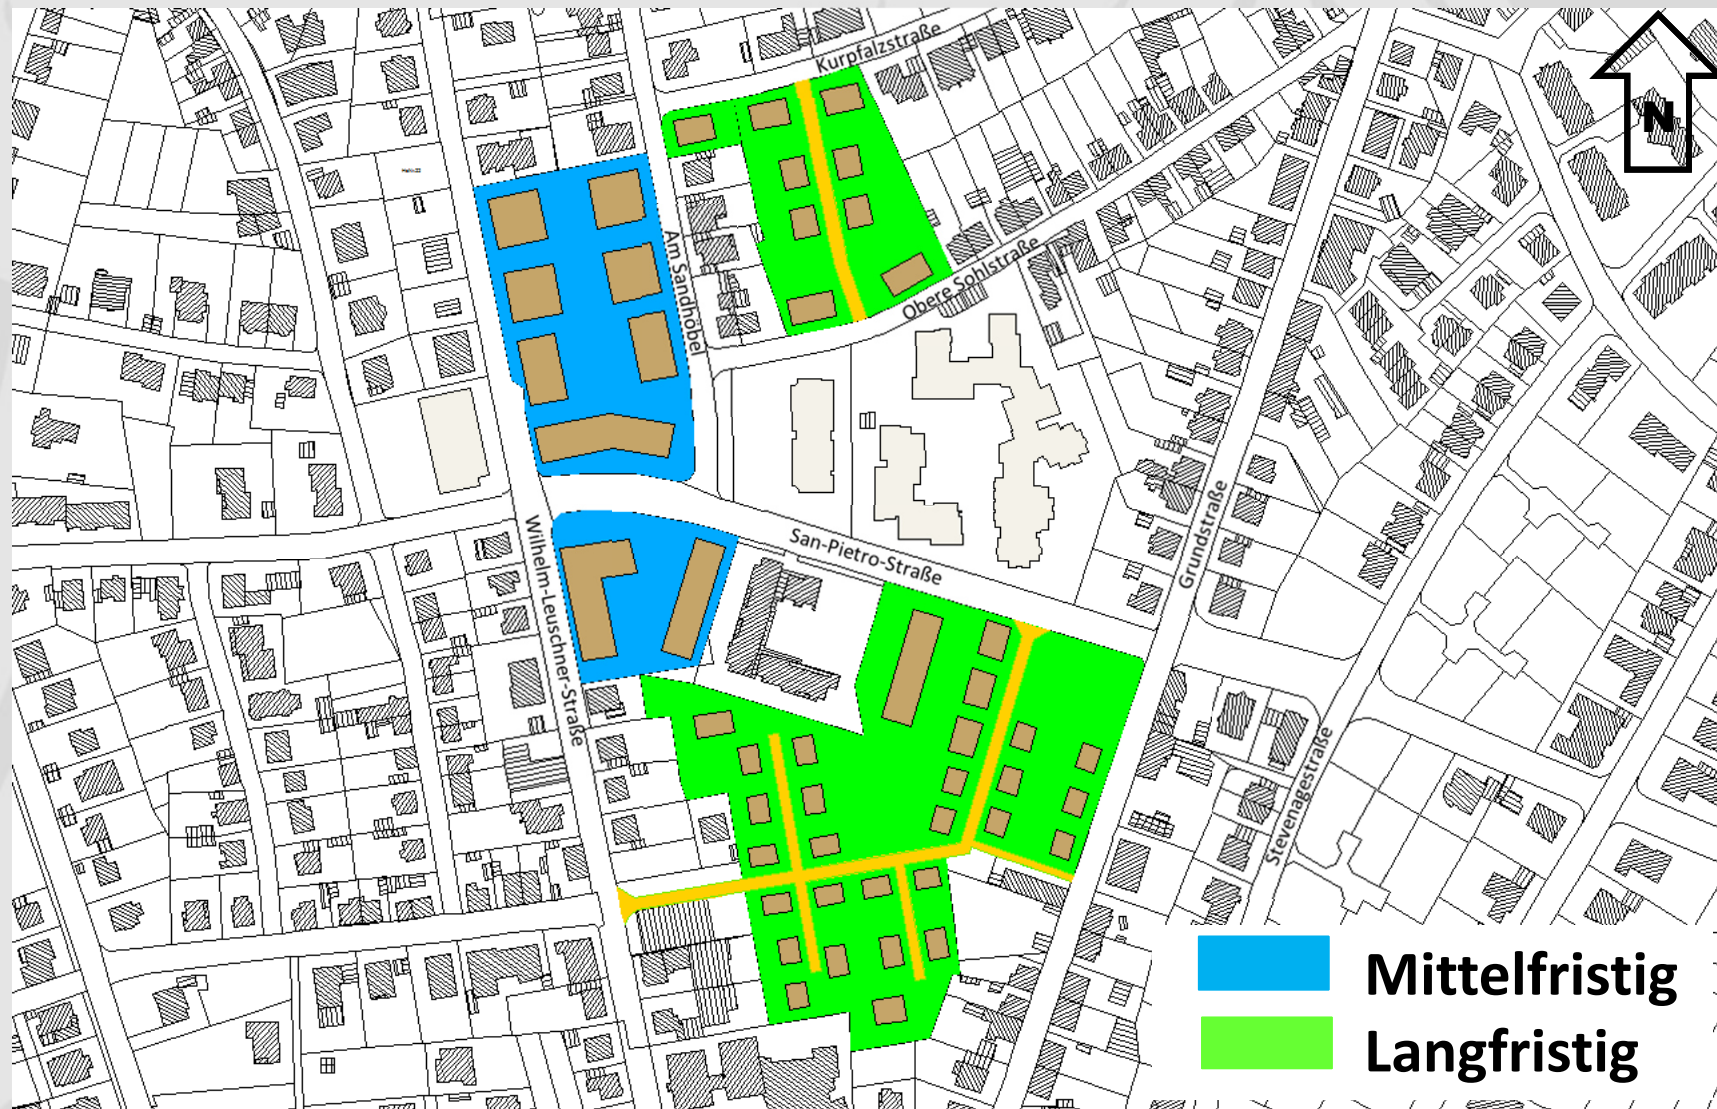 Kurpfalzstraße
N
Am Sandhöbel
Obere Sohlstraße
Wilhelm-Leuschner-Straße
San-Pietro-Straße
Grundstraße
Stevenagestraße
Mittelfristig
Langfristig